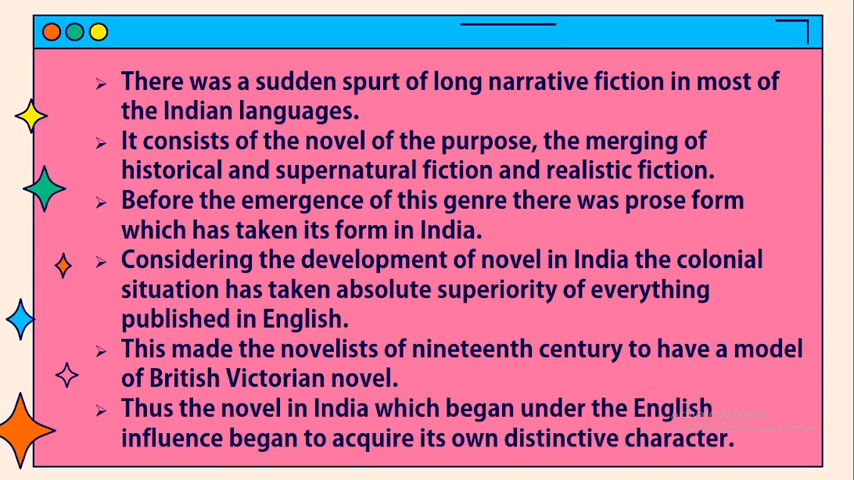 There was a sudden spurt of long narrative fiction in most of
the Indian languages.
It consists of the novel of the purpose, the merging of
historical and supernatural fiction and realistic fiction.
Before the emergence of this genre there was prose form
which has taken its form in India.
Considering the development of novel in India the colonial
situation has taken absolute superiority of everything
published in English.
This made the novelists of nineteenth century to have a model
of British Victorian novel.
Thus the novel in India which began under the English
influence began to acquire its own distinctive character.